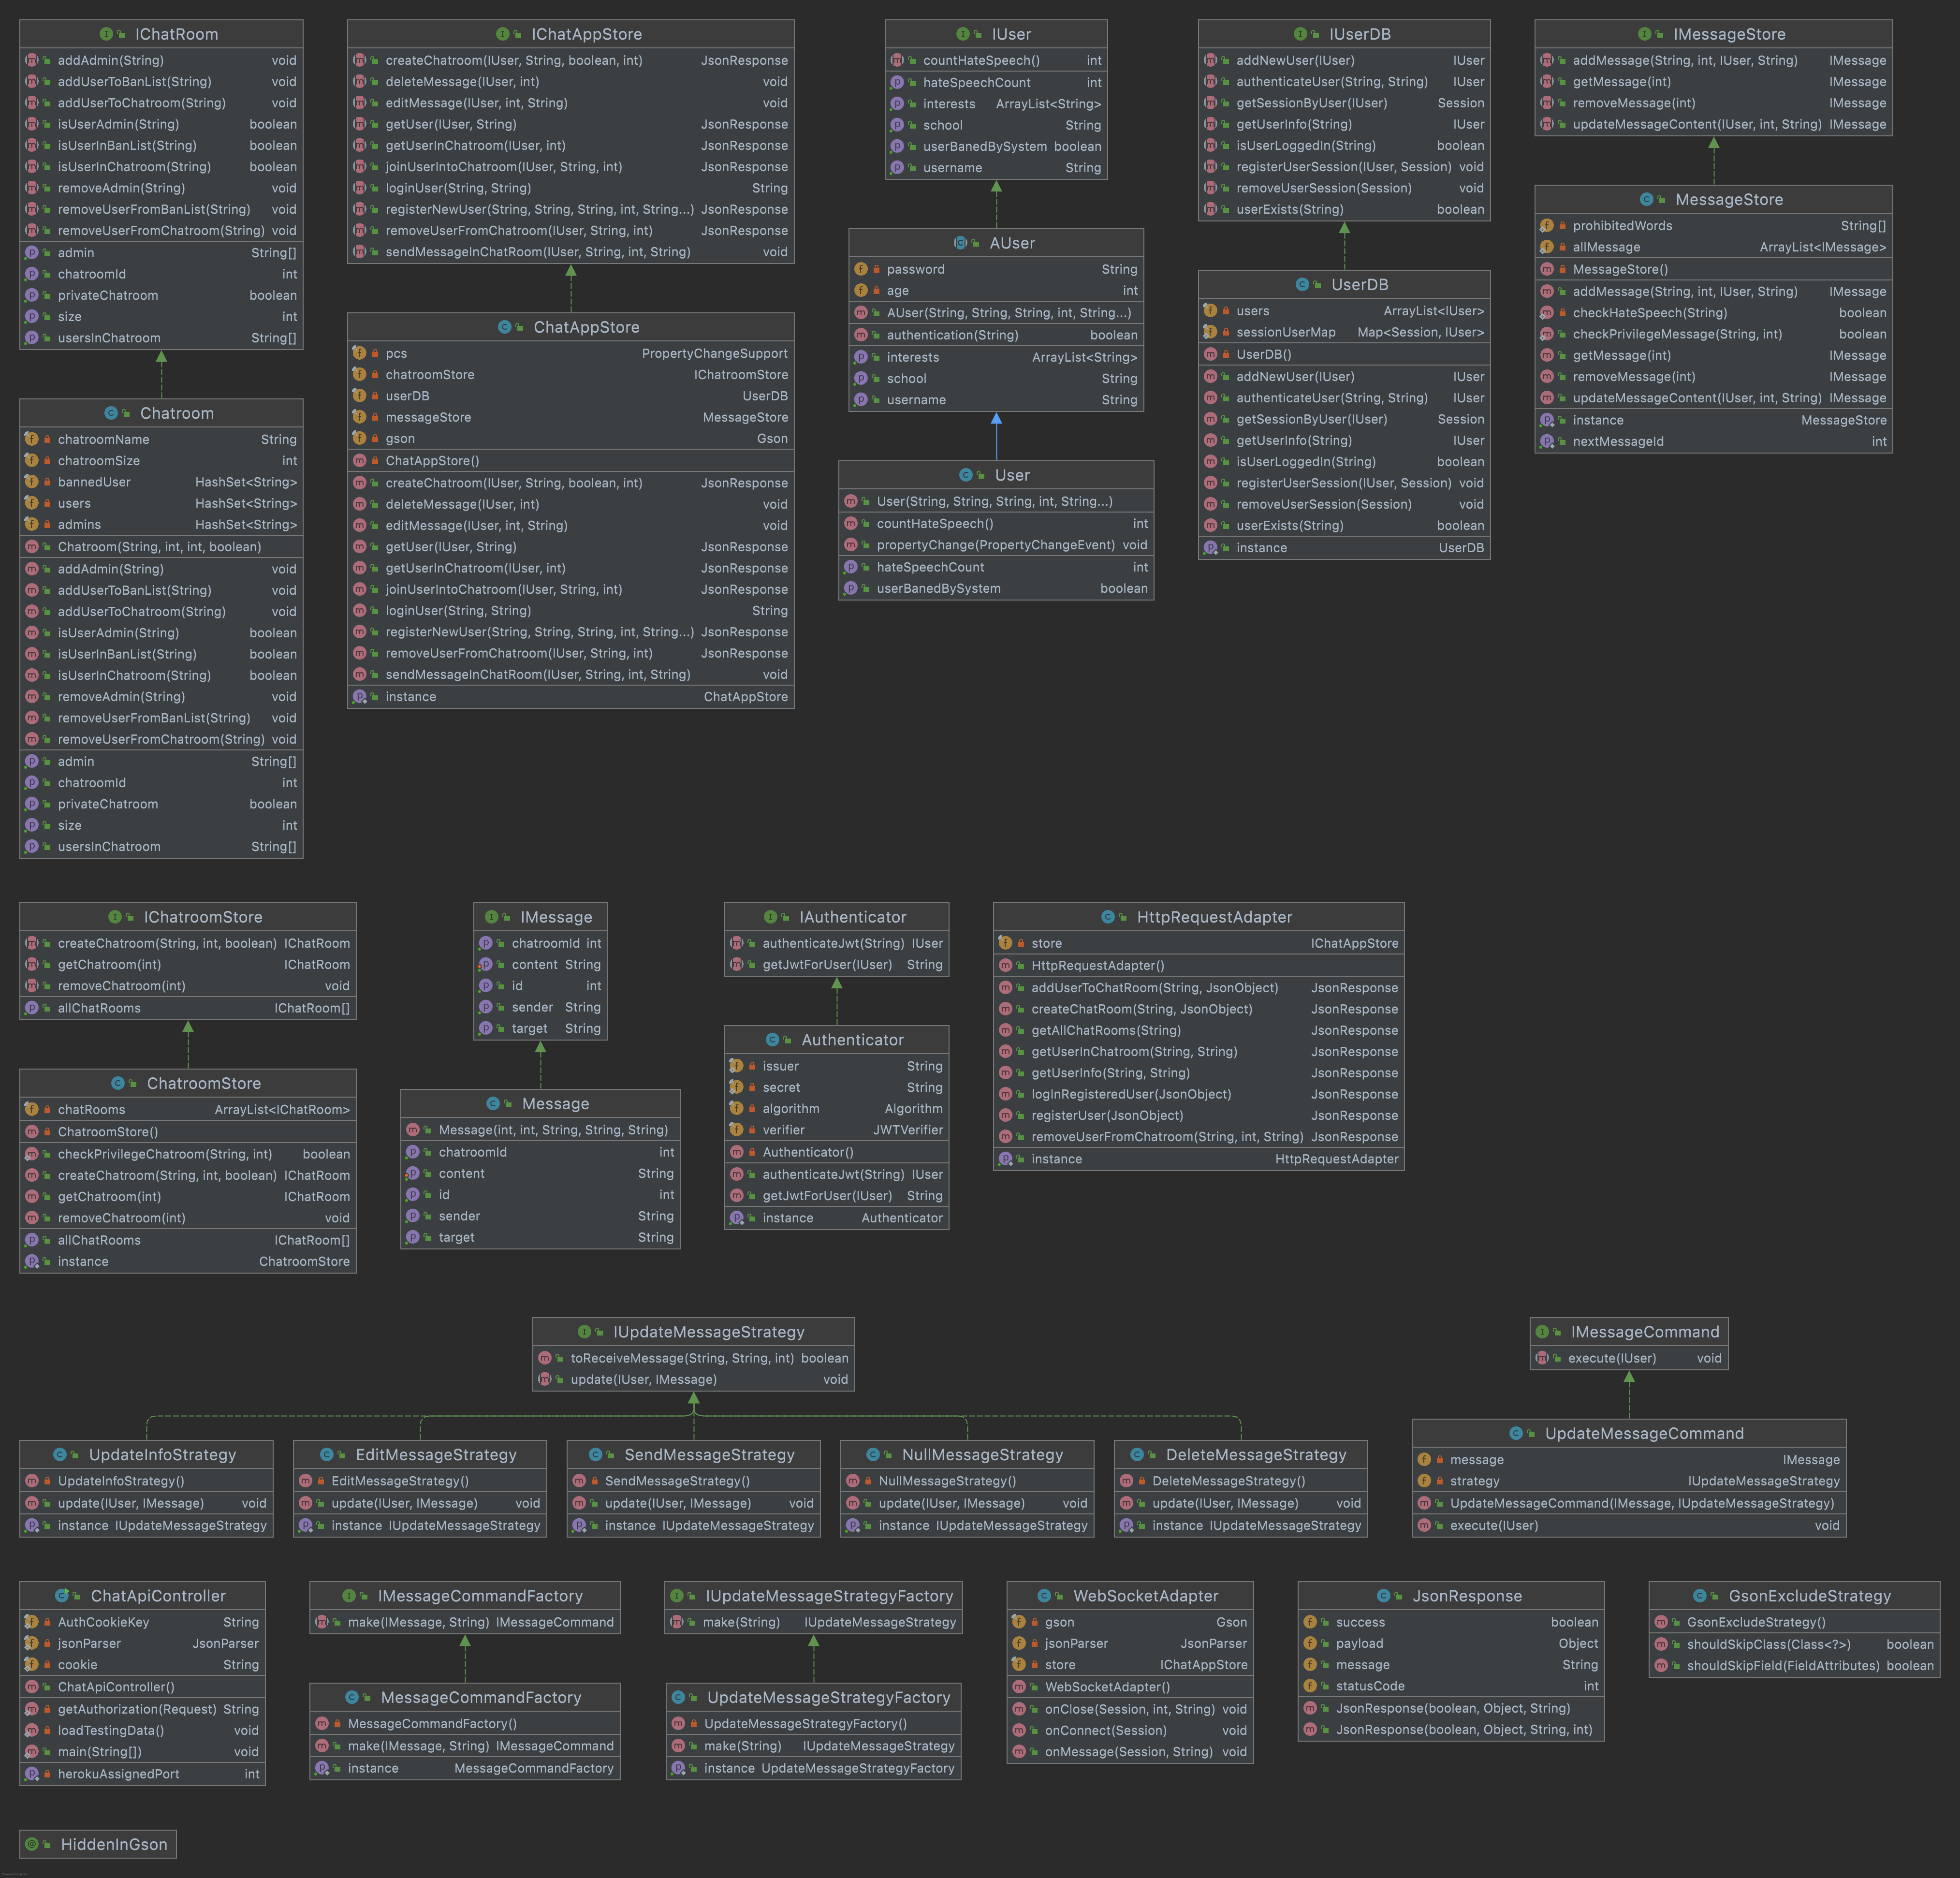 IChatRoom
addAdmin(String) void
addUserToBanList(String) void
addUserToChatroom(String) void
isUserAdmin(String) boolean
isUserInBanList(String) boolean
isUserInChatroom(String) boolean
removeAdmin(String) void
removeUserFromBanList(String) void
removeUserFromChatroom(String) void
admin String[]
chatroomId int
privateChatroom boolean
size int
usersInChatroom String[]
Chatroom
chatroomName String
chatroomSize int
bannedUser HashSet<String>
users HashSet<String>
admins HashSet<String>
Chatroom(String, int, int, boolean)
addAdmin(String) void
addUserToBanList(String) void
addUserToChatroom(String) void
isUserAdmin(String) boolean
isUserInBanList(String) boolean
isUserInChatroom(String) boolean
removeAdmin(String) void
removeUserFromBanList(String) void
removeUserFromChatroom(String) void
admin String[]
chatroomId int
privateChatroom boolean
size int
usersInChatroom String[]
IChatAppStore
createChatroom(IUser, String, boolean, int) JsonResponse
deleteMessage(IUser, int) void
editMessage(IUser, int, String) void
getUser(IUser, String) JsonResponse
getUserInChatroom(IUser, int) JsonResponse
joinUserIntoChatroom(IUser, String, int) JsonResponse
loginUser(String, String) String
registerNewUser(String, String, String, int, String...) JsonResponse
removeUserFromChatroom(IUser, String, int) JsonResponse
sendMessageInChatRoom(IUser, String, int, String) void
ChatAppStore
pcs PropertyChangeSupport
chatroomStore IChatroomStore
userDB UserDB
messageStore MessageStore
gson Gson
ChatAppStore()
createChatroom(IUser, String, boolean, int) JsonResponse
deleteMessage(IUser, int) void
editMessage(IUser, int, String) void
getUser(IUser, String) JsonResponse
getUserInChatroom(IUser, int) JsonResponse
joinUserIntoChatroom(IUser, String, int) JsonResponse
loginUser(String, String) String
registerNewUser(String, String, String, int, String...) JsonResponse
removeUserFromChatroom(IUser, String, int) JsonResponse
sendMessageInChatRoom(IUser, String, int, String) void
instance ChatAppStore
IUser
countHateSpeech() int
hateSpeechCount int
interests ArrayList<String>
school String
userBanedBySystem boolean
username String
AUser
password String
age int
AUser(String, String, String, int, String...)
authentication(String) boolean
interests ArrayList<String>
school String
username String
User
User(String, String, String, int, String...)
countHateSpeech() int
propertyChange(PropertyChangeEvent) void
hateSpeechCount int
userBanedBySystem boolean
IUserDB
addNewUser(IUser) IUser
authenticateUser(String, String) IUser
getSessionByUser(IUser) Session
getUserInfo(String) IUser
isUserLoggedIn(String) boolean
registerUserSession(IUser, Session) void
removeUserSession(Session) void
userExists(String) boolean
UserDB
users ArrayList<IUser>
sessionUserMap Map<Session, IUser>
UserDB()
addNewUser(IUser) IUser
authenticateUser(String, String) IUser
getSessionByUser(IUser) Session
getUserInfo(String) IUser
isUserLoggedIn(String) boolean
registerUserSession(IUser, Session) void
removeUserSession(Session) void
userExists(String) boolean
instance UserDB
IMessageStore
addMessage(String, int, IUser, String) IMessage
getMessage(int) IMessage
removeMessage(int) IMessage
updateMessageContent(IUser, int, String) IMessage
MessageStore
prohibitedWords String[]
allMessage ArrayList<IMessage>
MessageStore()
addMessage(String, int, IUser, String) IMessage
checkHateSpeech(String) boolean
checkPrivilegeMessage(String, int) boolean
getMessage(int) IMessage
removeMessage(int) IMessage
updateMessageContent(IUser, int, String) IMessage
instance MessageStore
nextMessageId int
IChatroomStore
createChatroom(String, int, boolean) IChatRoom
getChatroom(int) IChatRoom
removeChatroom(int) void
allChatRooms IChatRoom[]
ChatroomStore
chatRooms ArrayList<IChatRoom>
ChatroomStore()
checkPrivilegeChatroom(String, int) boolean
createChatroom(String, int, boolean) IChatRoom
getChatroom(int) IChatRoom
removeChatroom(int) void
allChatRooms IChatRoom[]
instance ChatroomStore
IMessage
chatroomId int
content String
id int
sender String
target String
Message
Message(int, int, String, String, String)
chatroomId int
content String
id int
sender String
target String
IAuthenticator
authenticateJwt(String) IUser
getJwtForUser(IUser) String
Authenticator
issuer String
secret String
algorithm Algorithm
verifier JWTVerifier
Authenticator()
authenticateJwt(String) IUser
getJwtForUser(IUser) String
instance Authenticator
HttpRequestAdapter
store IChatAppStore
HttpRequestAdapter()
addUserToChatRoom(String, JsonObject) JsonResponse
createChatRoom(String, JsonObject) JsonResponse
getAllChatRooms(String) JsonResponse
getUserInChatroom(String, String) JsonResponse
getUserInfo(String, String) JsonResponse
logInRegisteredUser(JsonObject) JsonResponse
registerUser(JsonObject) JsonResponse
removeUserFromChatroom(String, int, String) JsonResponse
instance HttpRequestAdapter
IUpdateMessageStrategy
toReceiveMessage(String, String, int) boolean
update(IUser, IMessage) void
IMessageCommand
execute(IUser) void
UpdateInfoStrategy
UpdateInfoStrategy()
update(IUser, IMessage) void
instance IUpdateMessageStrategy
EditMessageStrategy
EditMessageStrategy()
update(IUser, IMessage) void
instance IUpdateMessageStrategy
SendMessageStrategy
SendMessageStrategy()
update(IUser, IMessage) void
instance IUpdateMessageStrategy
NullMessageStrategy
NullMessageStrategy()
update(IUser, IMessage) void
instance IUpdateMessageStrategy
DeleteMessageStrategy
DeleteMessageStrategy()
update(IUser, IMessage) void
instance IUpdateMessageStrategy
UpdateMessageCommand
message IMessage
strategy IUpdateMessageStrategy
UpdateMessageCommand(IMessage, IUpdateMessageStrategy)
execute(IUser) void
ChatApiController
AuthCookieKey String
jsonParser JsonParser
cookie String
ChatApiController()
getAuthorization(Request) String
loadTestingData() void
main(String[]) void
herokuAssignedPort int
IMessageCommandFactory
make(IMessage, String) IMessageCommand
MessageCommandFactory
MessageCommandFactory()
make(IMessage, String) IMessageCommand
instance MessageCommandFactory
IUpdateMessageStrategyFactory
make(String) IUpdateMessageStrategy
UpdateMessageStrategyFactory
UpdateMessageStrategyFactory()
make(String) IUpdateMessageStrategy
instance UpdateMessageStrategyFactory
WebSocketAdapter
gson Gson
jsonParser JsonParser
store IChatAppStore
WebSocketAdapter()
onClose(Session, int, String) void
onConnect(Session) void
onMessage(Session, String) void
JsonResponse
success boolean
payload Object
message String
statusCode int
JsonResponse(boolean, Object, String)
JsonResponse(boolean, Object, String, int)
GsonExcludeStrategy
GsonExcludeStrategy()
shouldSkipClass(Class<?>) boolean
shouldSkipField(FieldAttributes) boolean
HiddenInGson